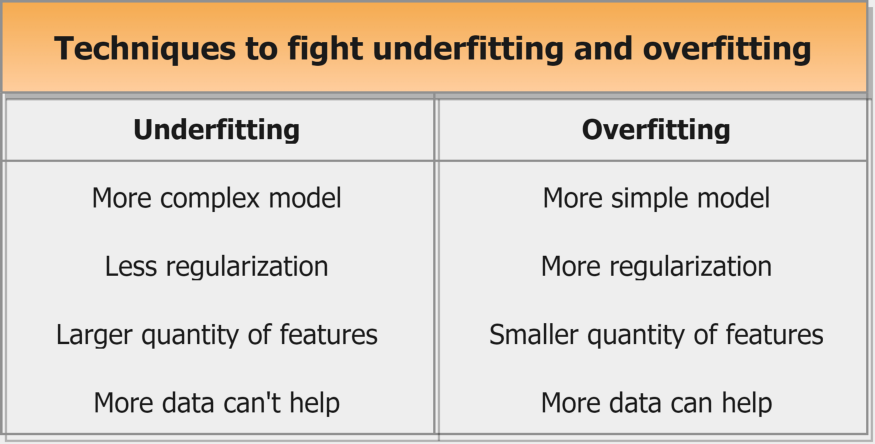 Techniques to fight underfitting and overfitting
Underfitting
Overfitting
More complex model
More simple model
Less regularization
More regularization
Larger quantity of features
Smaller quantity of features
More data can't help
More data can help